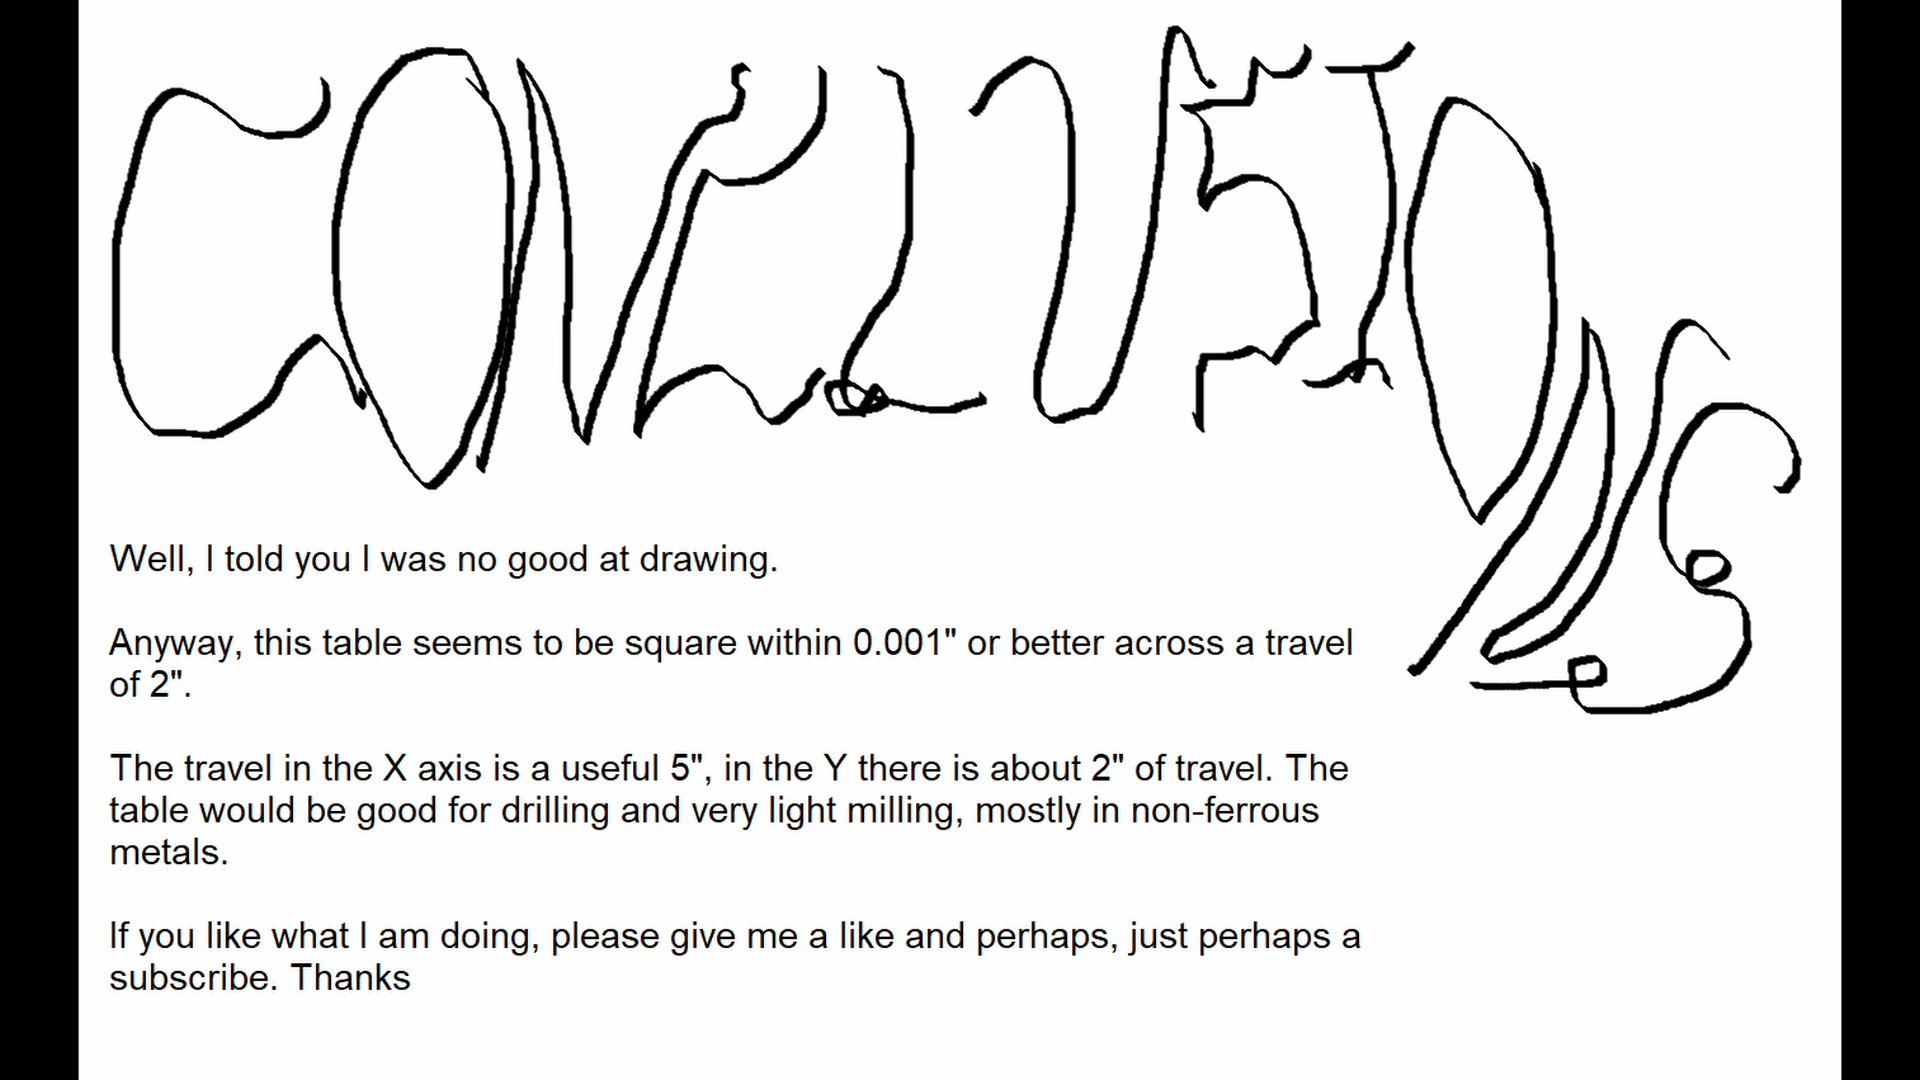 CONCLUSIONS
Well, I told you I was no good at drawing.
Anyway, this table seems to be square within 0.001" or better across a travel
of 2".
The travel in the X axis is a useful 5", in the Y there is about 2" of travel. The
table would be good for drilling and very light milling, mostly in non-ferrous
metals.
If you like what I am doing, please give me a like and perhaps, just perhaps a
subscribe. Thanks